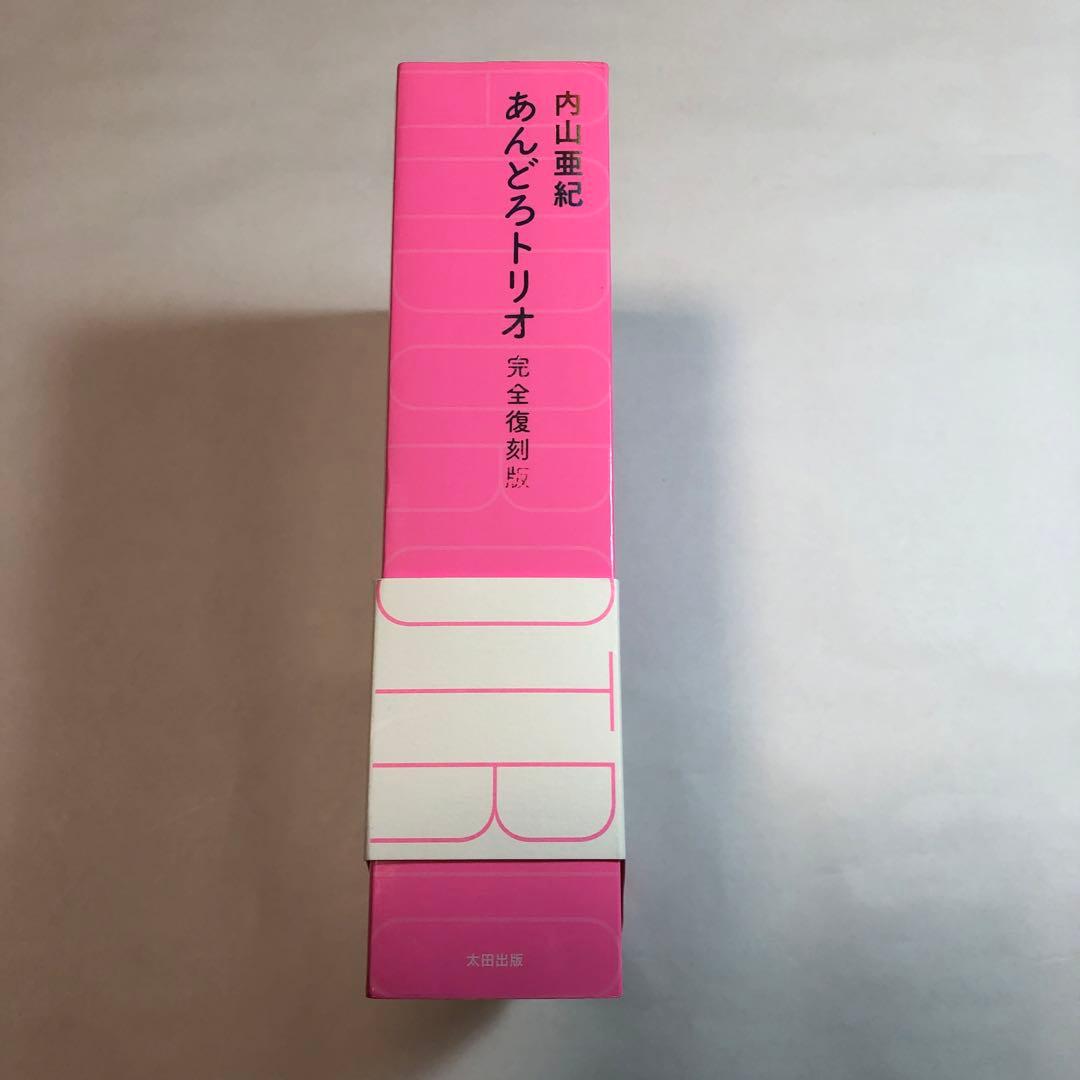 内山亜紀
あんどろトリオ 完全復刻版
太田出版